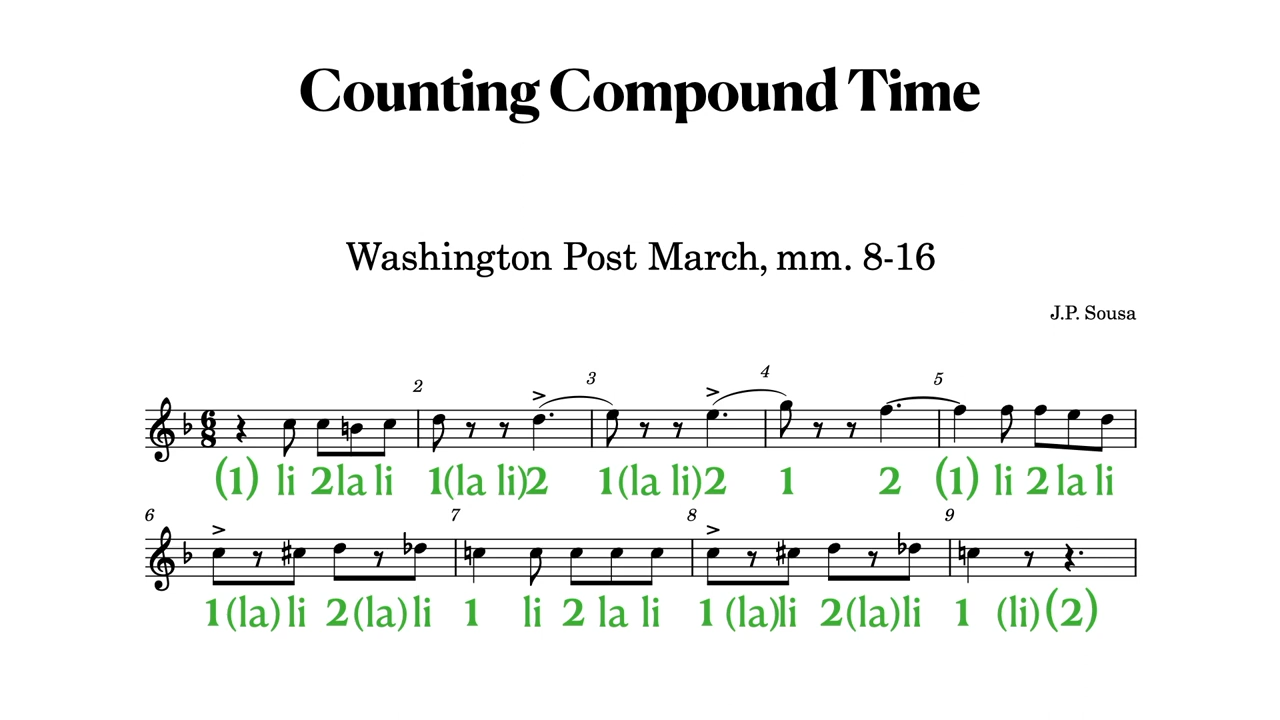 Counting Compound Time
Washington Post March, mm. 8-16
J.P. Sousa
2 3 4 5
6 8
(1) li 2 la li 1 (la li) 2 1 (la li) 2 1 2 (1) li 2 la li
6 7 8 9
1 (la) li 2 (la) li 1 li 2 la li 1 (la) li 2 (la) li 1 (li) (2)